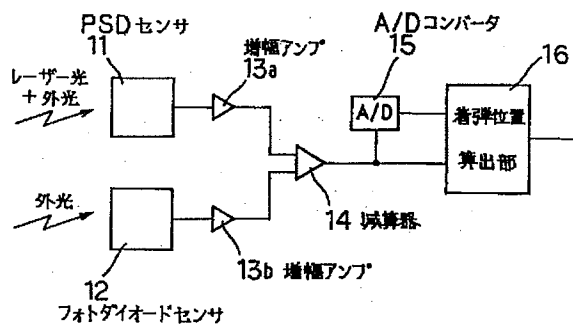 PSDセンサ
11
レーザー光
+ 外光
増幅アンプ
13a
A/Dコンバータ
15
A/D
16
着弾位置
算出部
外光
14 減算器
13b 増幅アンプ
12
フォトダイオードセンサ